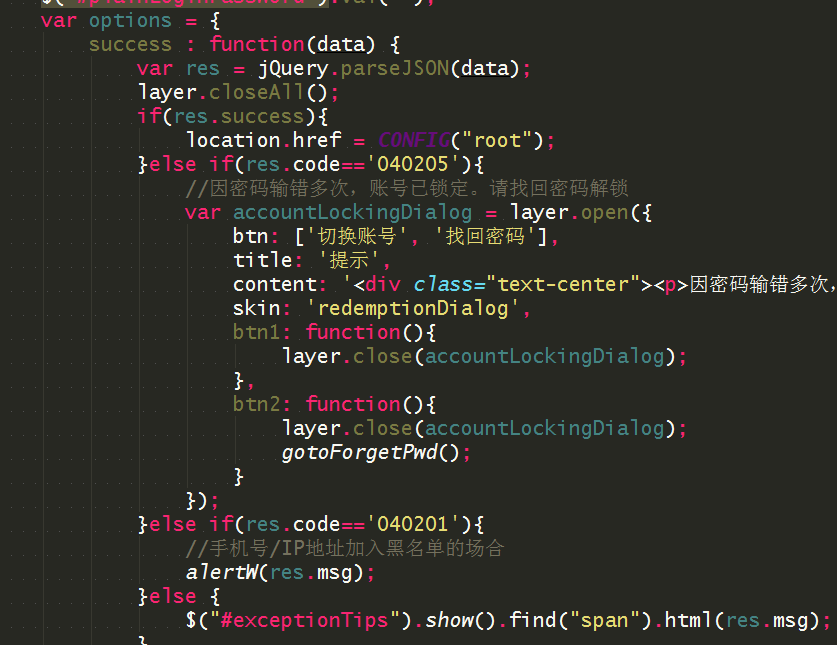 $("#plainLoginPassword").val("");
var options = {
success : function(data) {
var res = jQuery.parseJSON(data);
layer.closeAll();
if(res.success){
location.href = CONFIG("root");
}else if(res.code=='040205'){
//因密码输错多次，账号已锁定。请找回密码解锁
var accountLockingDialog = layer.open({
btn: ['切换账号', '找回密码'],
title: '提示',
content: '<div class="text-center"><p>因密码输错多次，
skin: 'redemptionDialog',
btn1: function(){
layer.close(accountLockingDialog);
},
btn2: function(){
layer.close(accountLockingDialog);
gotoForgetPwd();
}
});
}else if(res.code=='040201'){
//手机号/IP地址加入黑名单的场合
alertW(res.msg);
}else {
$("#exceptionTips").show().find("span").html(res.msg);
}